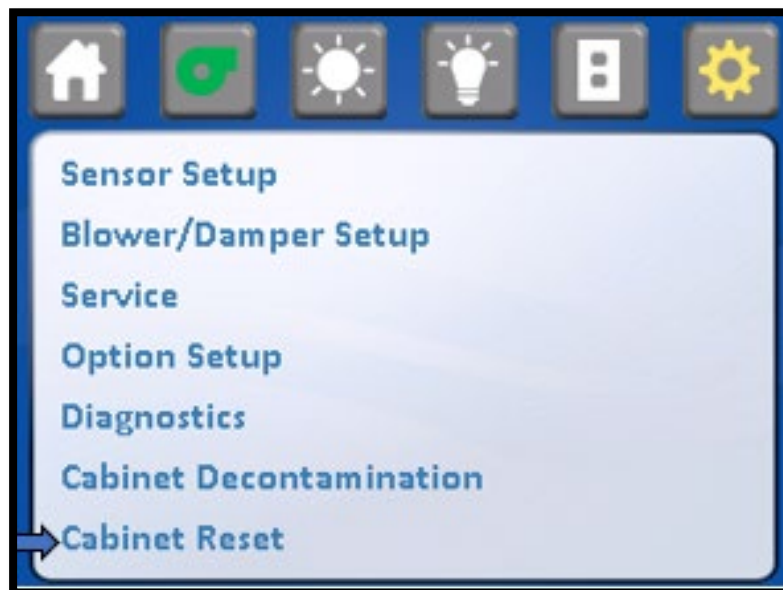 Sensor Setup
Blower/Damper Setup
Service
Option Setup
Diagnostics
Cabinet Decontamination
Cabinet Reset